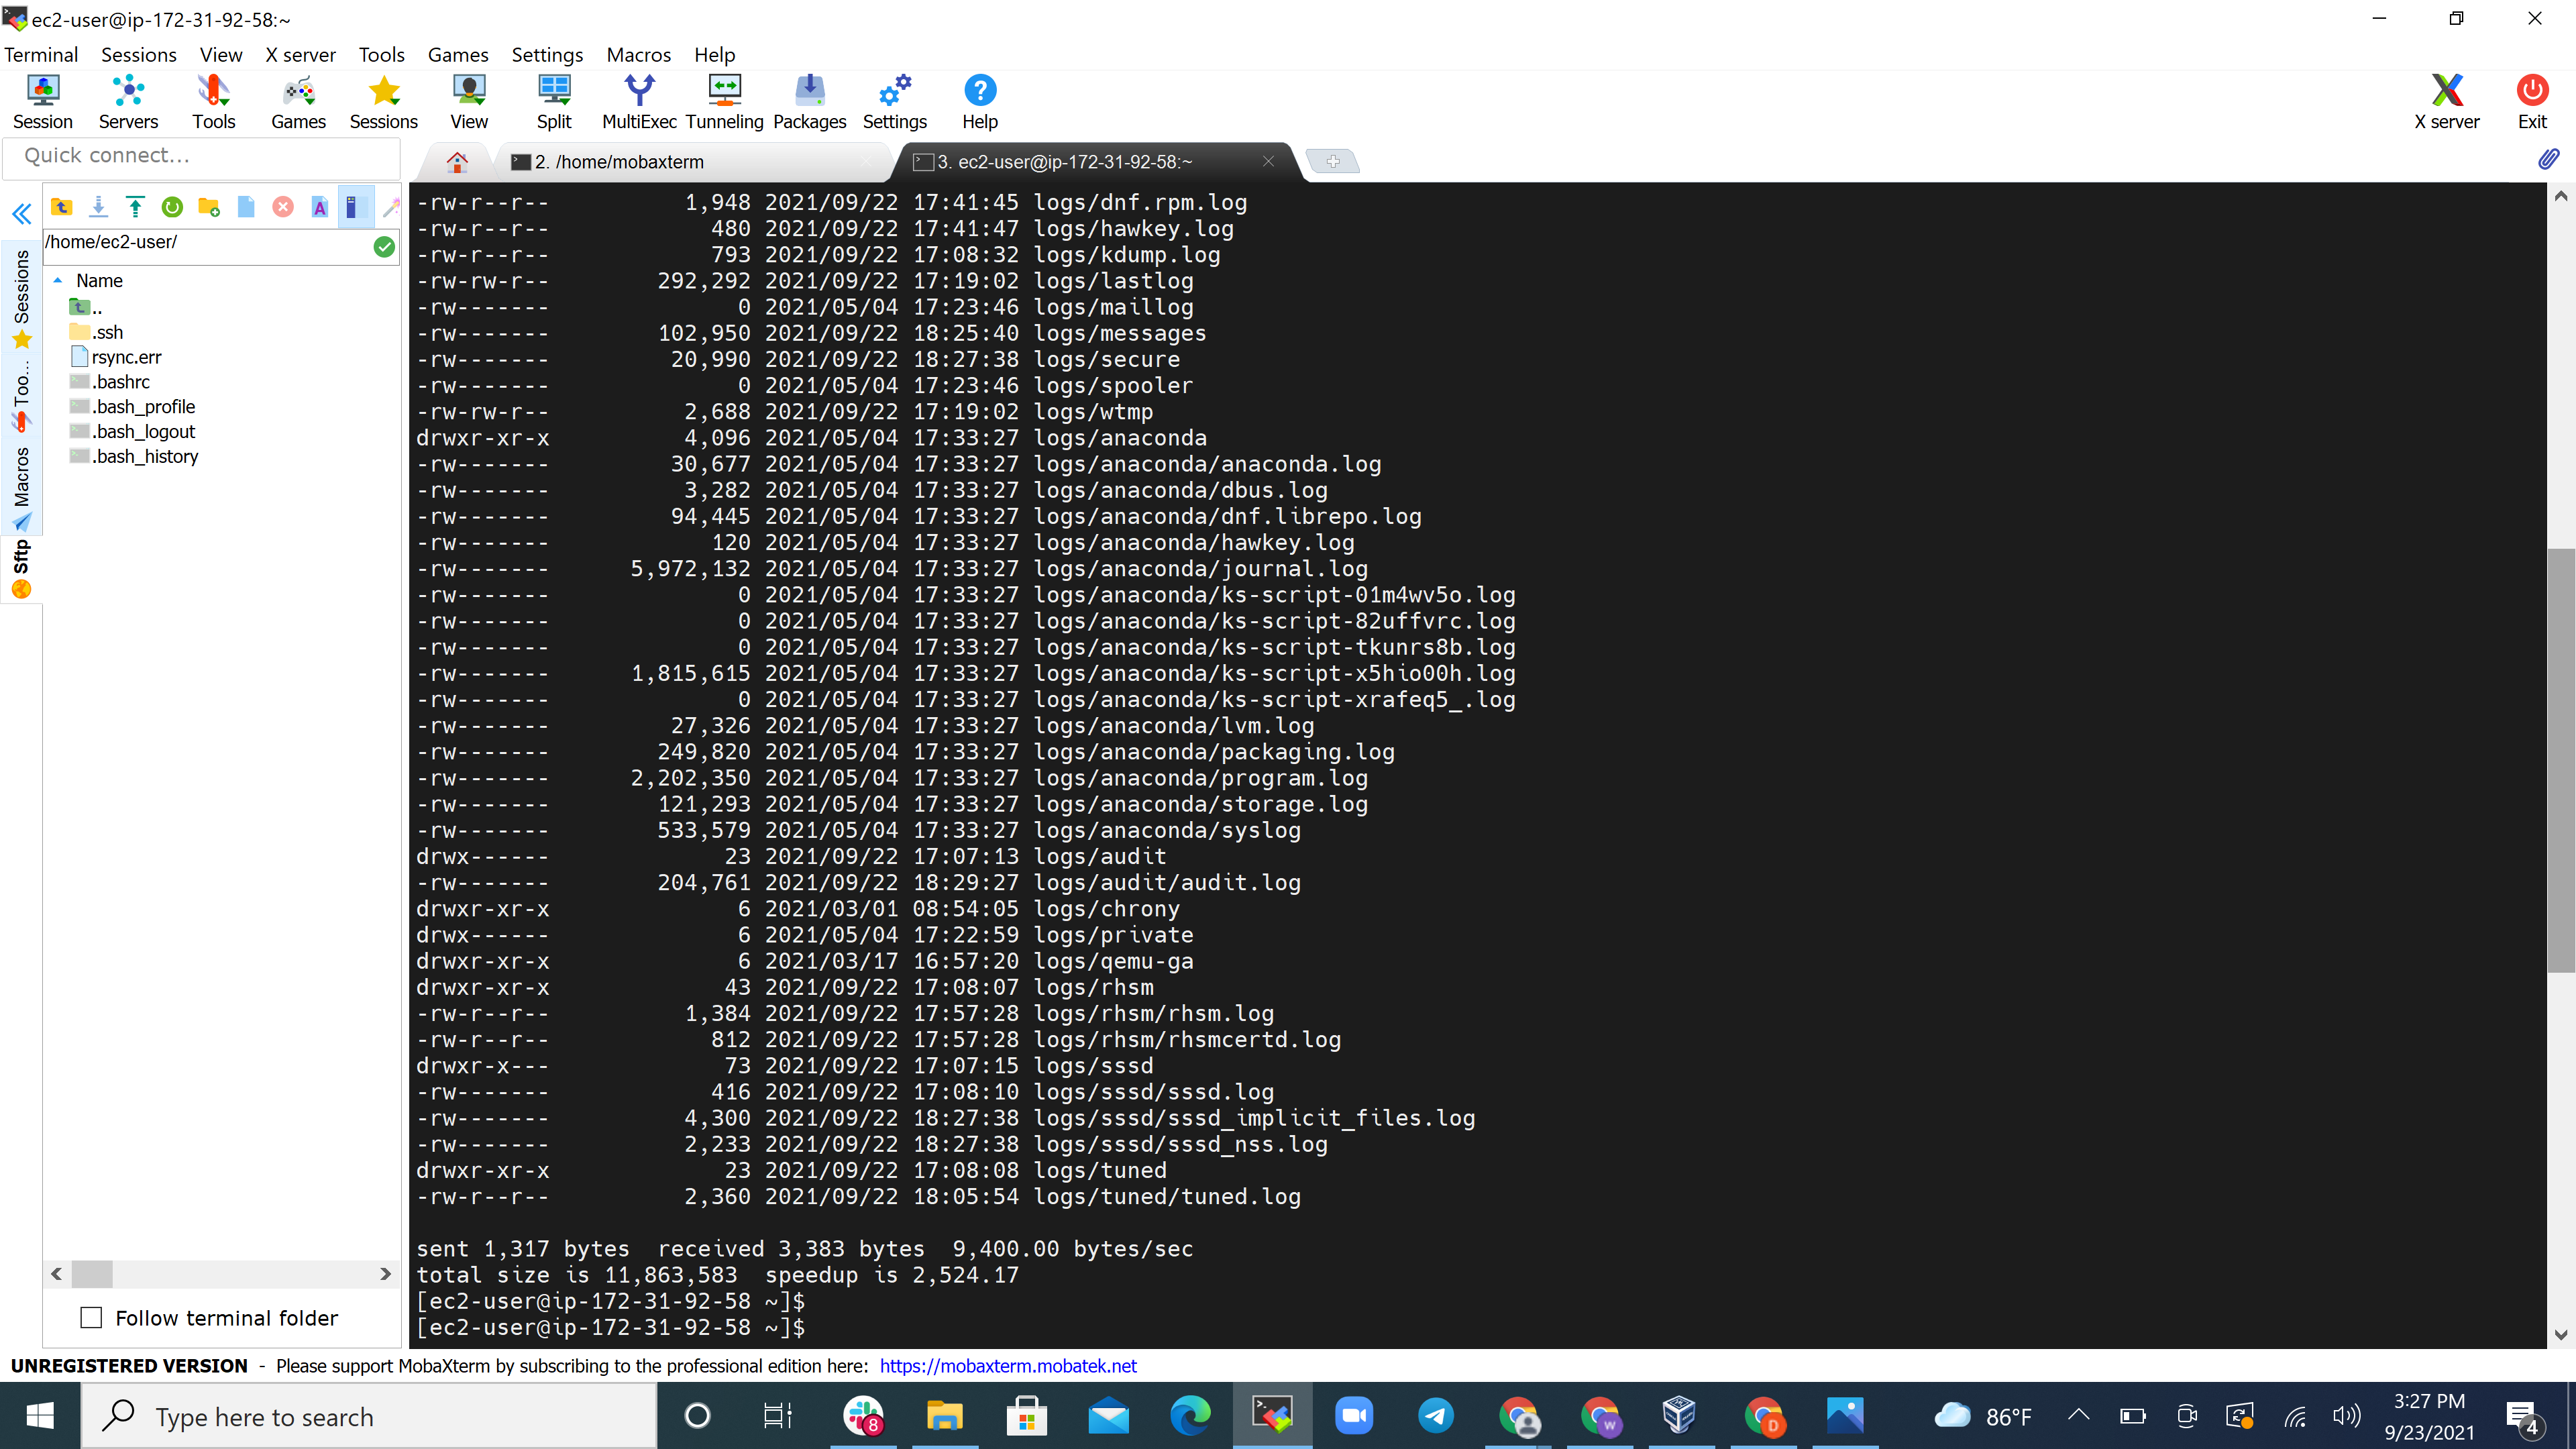 ec2-user@ip-172-31-92-58:~
Terminal Sessions View X server Tools Games Settings Macros Help
Session Servers Tools Games Sessions View Split MultiExec Tunneling Packages Settings Help X server Exit
Quick connect...
2. /home/mobaxterm
3. ec2-user@ip-172-31-92-58:~
/home/ec2-user/
Name
..
.ssh
rsync.err
.bashrc
.bash_profile
.bash_logout
.bash_history
Sessions
Too...
Macros
Sftp
Follow terminal folder
-rw-r--r-- 1,948 2021/09/22 17:41:45 logs/dnf.rpm.log
-rw-r--r-- 480 2021/09/22 17:41:47 logs/hawkey.log
-rw-r--r-- 793 2021/09/22 17:08:32 logs/kdump.log
-rw-rw-r-- 292,292 2021/09/22 17:19:02 logs/lastlog
-rw------- 0 2021/05/04 17:23:46 logs/maillog
-rw------- 102,950 2021/09/22 18:25:40 logs/messages
-rw------- 20,990 2021/09/22 18:27:38 logs/secure
-rw------- 0 2021/05/04 17:23:46 logs/spooler
-rw-rw-r-- 2,688 2021/09/22 17:19:02 logs/wtmp
drwxr-xr-x 4,096 2021/05/04 17:33:27 logs/anaconda
-rw------- 30,677 2021/05/04 17:33:27 logs/anaconda/anaconda.log
-rw------- 3,282 2021/05/04 17:33:27 logs/anaconda/dbus.log
-rw------- 94,445 2021/05/04 17:33:27 logs/anaconda/dnf.librepo.log
-rw------- 120 2021/05/04 17:33:27 logs/anaconda/hawkey.log
-rw------- 5,972,132 2021/05/04 17:33:27 logs/anaconda/journal.log
-rw------- 0 2021/05/04 17:33:27 logs/anaconda/ks-script-01m4wv5o.log
-rw------- 0 2021/05/04 17:33:27 logs/anaconda/ks-script-82uffvrc.log
-rw------- 0 2021/05/04 17:33:27 logs/anaconda/ks-script-tkunrs8b.log
-rw------- 1,815,615 2021/05/04 17:33:27 logs/anaconda/ks-script-x5hio00h.log
-rw------- 0 2021/05/04 17:33:27 logs/anaconda/ks-script-xrafeq5_.log
-rw------- 27,326 2021/05/04 17:33:27 logs/anaconda/lvm.log
-rw------- 249,820 2021/05/04 17:33:27 logs/anaconda/packaging.log
-rw------- 2,202,350 2021/05/04 17:33:27 logs/anaconda/program.log
-rw------- 121,293 2021/05/04 17:33:27 logs/anaconda/storage.log
-rw------- 533,579 2021/05/04 17:33:27 logs/anaconda/syslog
drwx------ 23 2021/09/22 17:07:13 logs/audit
-rw------- 204,761 2021/09/22 18:29:27 logs/audit/audit.log
drwxr-xr-x 6 2021/03/01 08:54:05 logs/chrony
drwx------ 6 2021/05/04 17:22:59 logs/private
drwxr-xr-x 6 2021/03/17 16:57:20 logs/qemu-ga
drwxr-xr-x 43 2021/09/22 17:08:07 logs/rhsm
-rw-r--r-- 1,384 2021/09/22 17:57:28 logs/rhsm/rhsm.log
-rw-r--r-- 812 2021/09/22 17:57:28 logs/rhsm/rhsmcertd.log
drwxr-x--- 73 2021/09/22 17:07:15 logs/sssd
-rw------- 416 2021/09/22 17:08:10 logs/sssd/sssd.log
-rw------- 4,300 2021/09/22 18:27:38 logs/sssd/sssd_implicit_files.log
-rw------- 2,233 2021/09/22 18:27:38 logs/sssd/sssd_nss.log
drwxr-xr-x 23 2021/09/22 17:08:08 logs/tuned
-rw-r--r-- 2,360 2021/09/22 18:05:54 logs/tuned/tuned.log
sent 1,317 bytes  received 3,383 bytes  9,400.00 bytes/sec
total size is 11,863,583  speedup is 2,524.17
[ec2-user@ip-172-31-92-58 ~]$
[ec2-user@ip-172-31-92-58 ~]$
UNREGISTERED VERSION - Please support MobaXterm by subscribing to the professional edition here: https://mobaxterm.mobatek.net
Type here to search
8
W
D
86°F
3:27 PM
9/23/2021
4